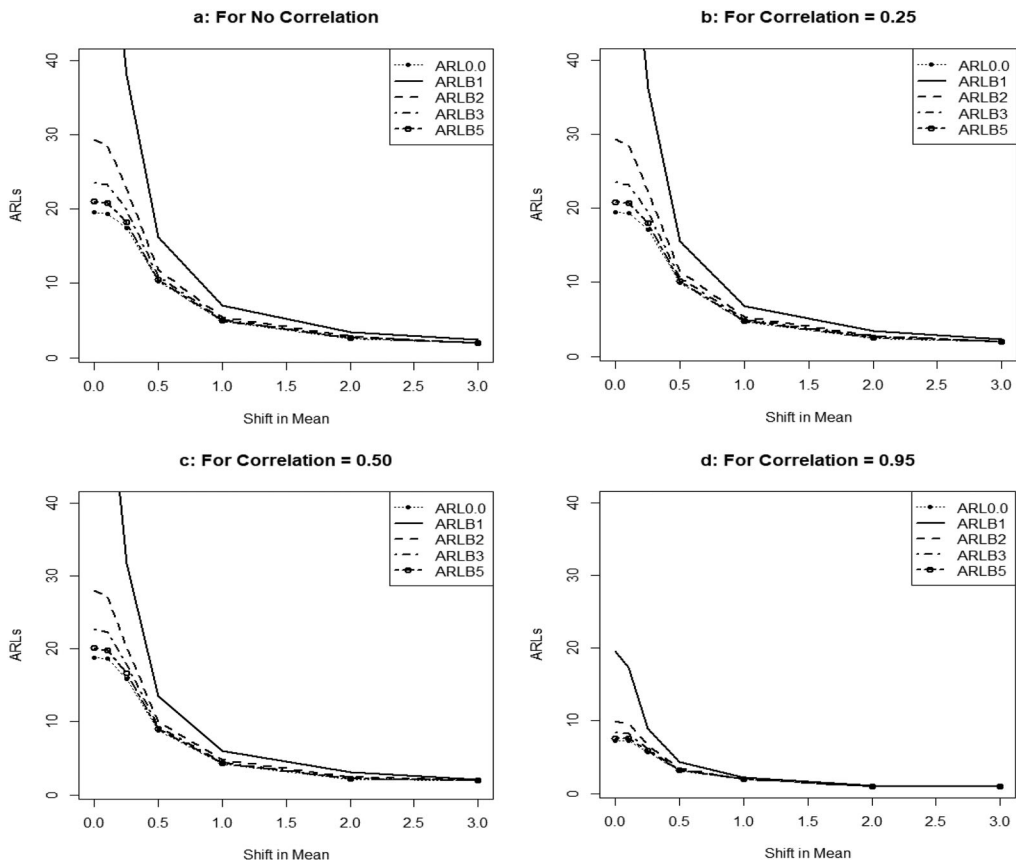 a: For No Correlation
ARLs
40
30
20
10
0
ARL0.0
ARLB1
ARLB2
ARLB3
ARLB5
0.0 0.5 1.0 1.5 2.0 2.5 3.0
Shift in Mean
b: For Correlation = 0.25
ARLs
40
30
20
10
0
ARL0.0
ARLB1
ARLB2
ARLB3
ARLB5
0.0 0.5 1.0 1.5 2.0 2.5 3.0
Shift in Mean
c: For Correlation = 0.50
ARLs
40
30
20
10
0
ARL0.0
ARLB1
ARLB2
ARLB3
ARLB5
0.0 0.5 1.0 1.5 2.0 2.5 3.0
Shift in Mean
d: For Correlation = 0.95
ARLs
40
30
20
10
0
ARL0.0
ARLB1
ARLB2
ARLB3
ARLB5
0.0 0.5 1.0 1.5 2.0 2.5 3.0
Shift in Mean